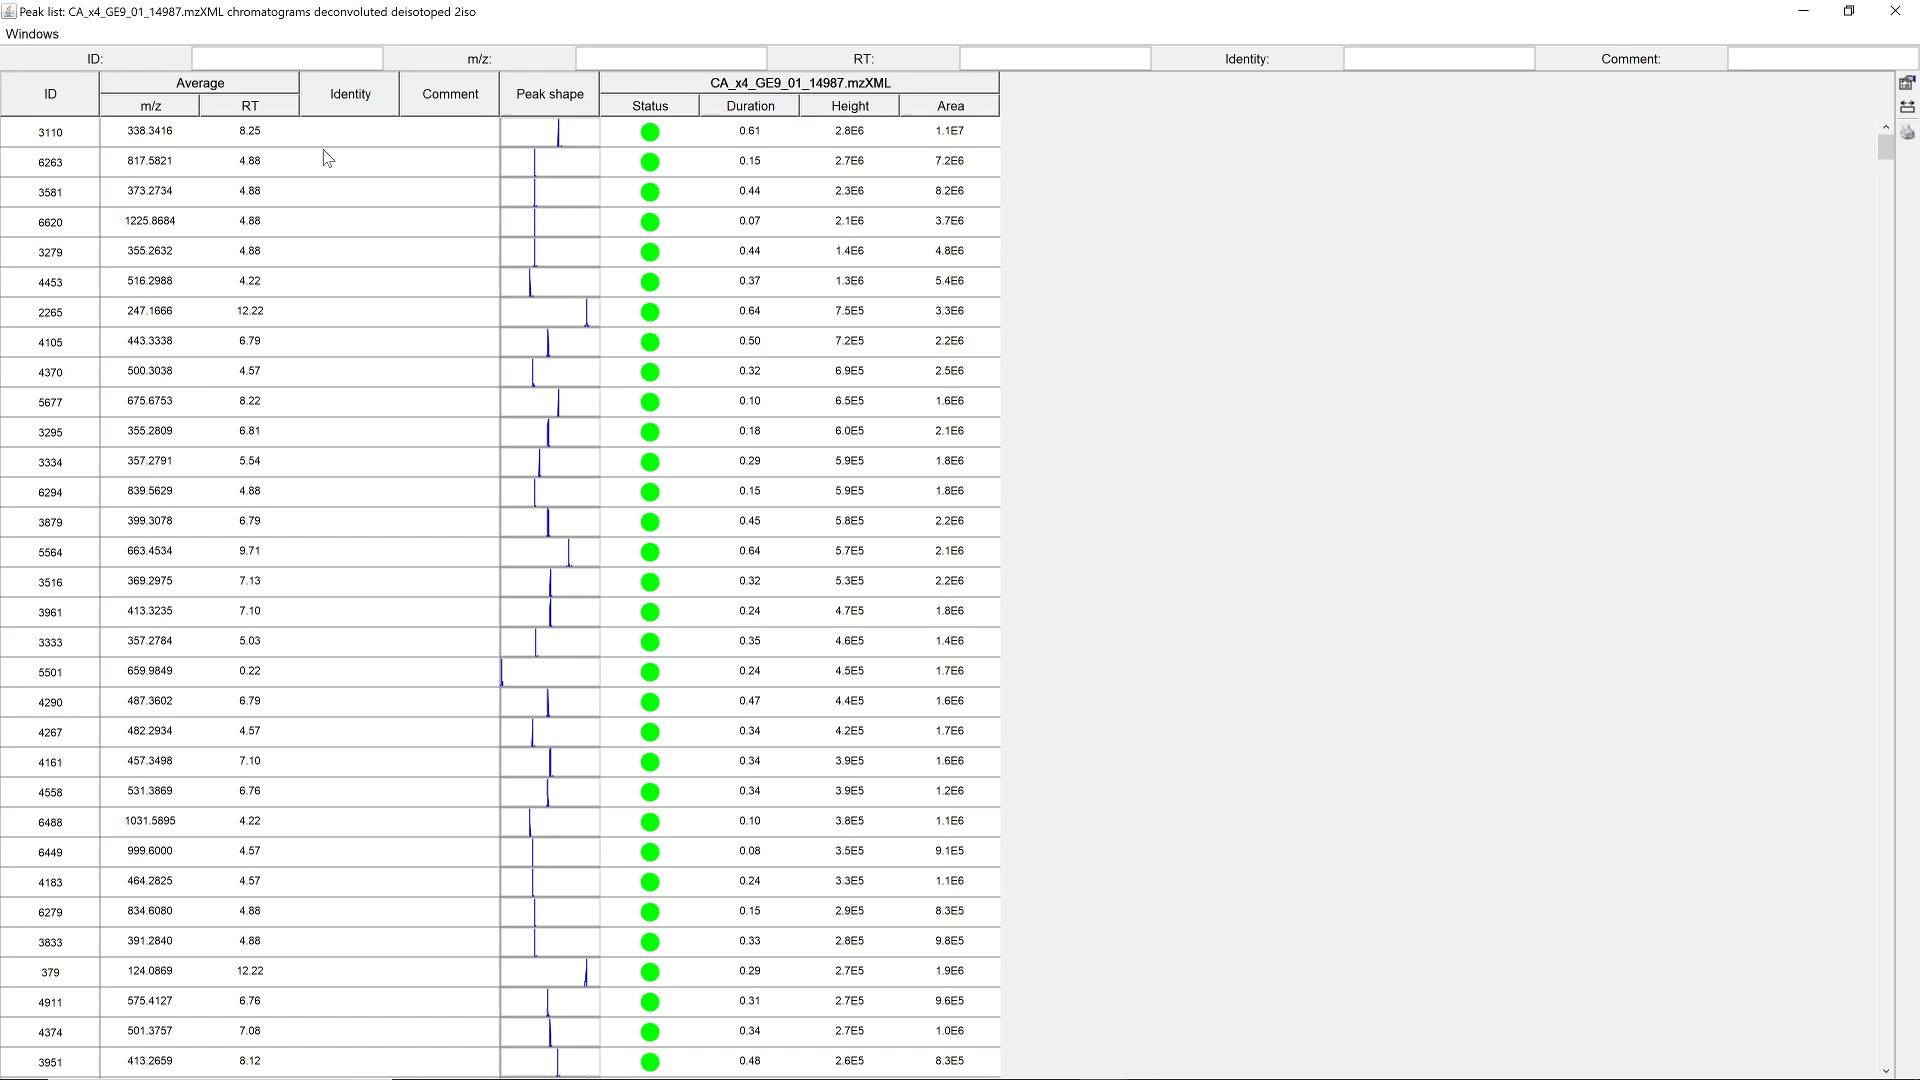 Peak list: CA_x4_GE9_01_14987.mzXML chromatograms deconvoluted deisotoped 2iso
Windows
ID: m/z: RT: Identity: Comment:
ID Average Identity Comment Peak shape CA_x4_GE9_01_14987.mzXML
m/z RT Status Duration Height Area
3110 338.3416 8.25 0.61 2.8E6 1.1E7
6263 817.5821 4.88 0.15 2.7E6 7.2E6
3581 373.2734 4.88 0.44 2.3E6 8.2E6
6620 1225.8684 4.88 0.07 2.1E6 3.7E6
3279 355.2632 4.88 0.44 1.4E6 4.8E6
4453 516.2988 4.22 0.37 1.3E6 5.4E6
2265 247.1666 12.22 0.64 7.5E5 3.3E6
4105 443.3338 6.79 0.50 7.2E5 2.2E6
4370 500.3038 4.57 0.32 6.9E5 2.5E6
5677 675.6753 8.22 0.10 6.5E5 1.6E6
3295 355.2809 6.81 0.18 6.0E5 2.1E6
3334 357.2791 5.54 0.29 5.9E5 1.8E6
6294 839.5629 4.88 0.15 5.9E5 1.8E6
3879 399.3078 6.79 0.45 5.8E5 2.2E6
5564 663.4534 9.71 0.64 5.7E5 2.1E6
3516 369.2975 7.13 0.32 5.3E5 2.2E6
3961 413.3235 7.10 0.24 4.7E5 1.8E6
3333 357.2784 5.03 0.35 4.6E5 1.4E6
5501 659.9849 0.22 0.24 4.5E5 1.7E6
4290 487.3602 6.79 0.47 4.4E5 1.6E6
4267 482.2934 4.57 0.34 4.2E5 1.7E6
4161 457.3498 7.10 0.34 3.9E5 1.6E6
4558 531.3869 6.76 0.34 3.9E5 1.2E6
6488 1031.5895 4.22 0.10 3.8E5 1.1E6
6449 999.6000 4.57 0.08 3.5E5 9.1E5
4183 464.2825 4.57 0.24 3.3E5 1.1E6
6279 834.6080 4.88 0.15 2.9E5 8.3E5
3833 391.2840 4.88 0.33 2.8E5 9.8E5
379 124.0869 12.22 0.29 2.7E5 1.9E6
4911 575.4127 6.76 0.31 2.7E5 9.6E5
4374 501.3757 7.08 0.34 2.7E5 1.0E6
3951 413.2659 8.12 0.48 2.6E5 8.3E5